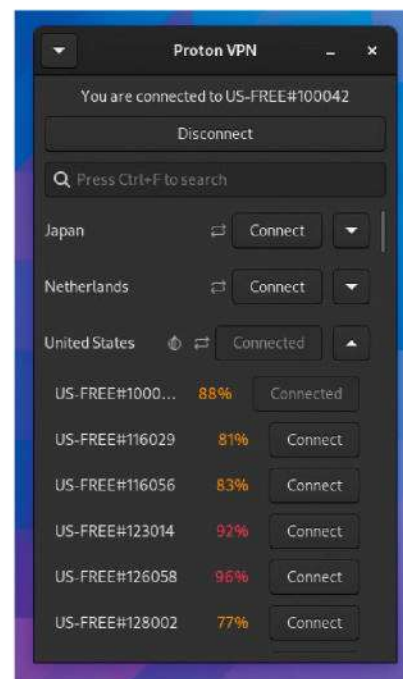 Proton VPN
You are connected to US-FREE#100042
Disconnect
Press Ctrl+F to search
Japan Connect
Netherlands Connect
United States Connected
US-FREE#1000... 88% Connected
US-FREE#116029 81% Connect
US-FREE#116056 83% Connect
US-FREE#123014 92% Connect
US-FREE#126058 96% Connect
US-FREE#128002 77% Connect